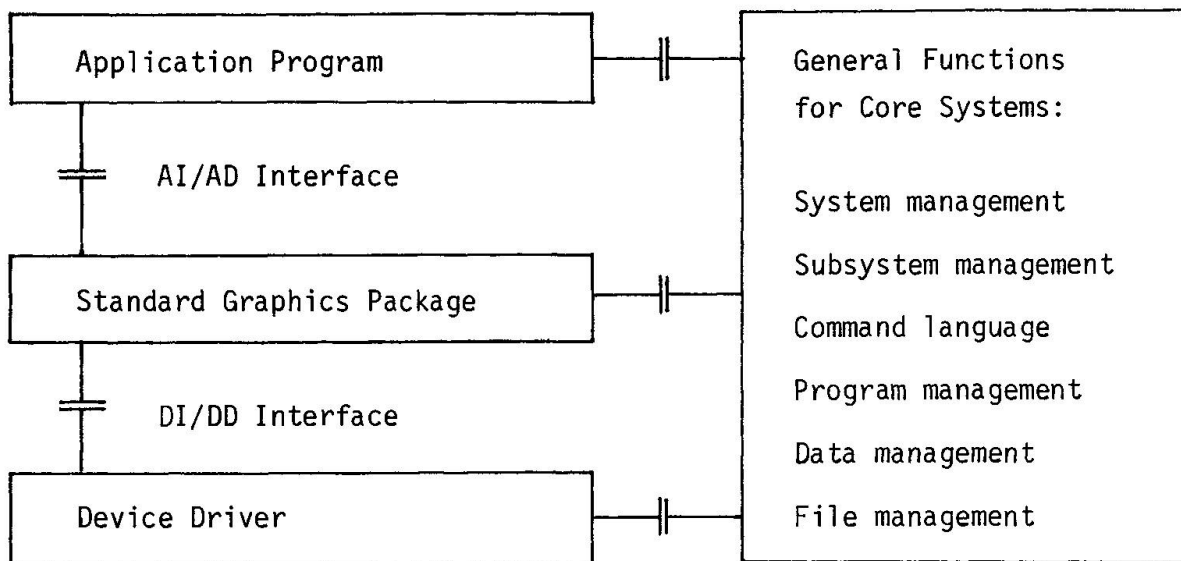 Application Program
AI/AD Interface
Standard Graphics Package
DI/DD Interface
Device Driver
General Functions
for Core Systems:
System management
Subsystem management
Command language
Program management
Data management
File management